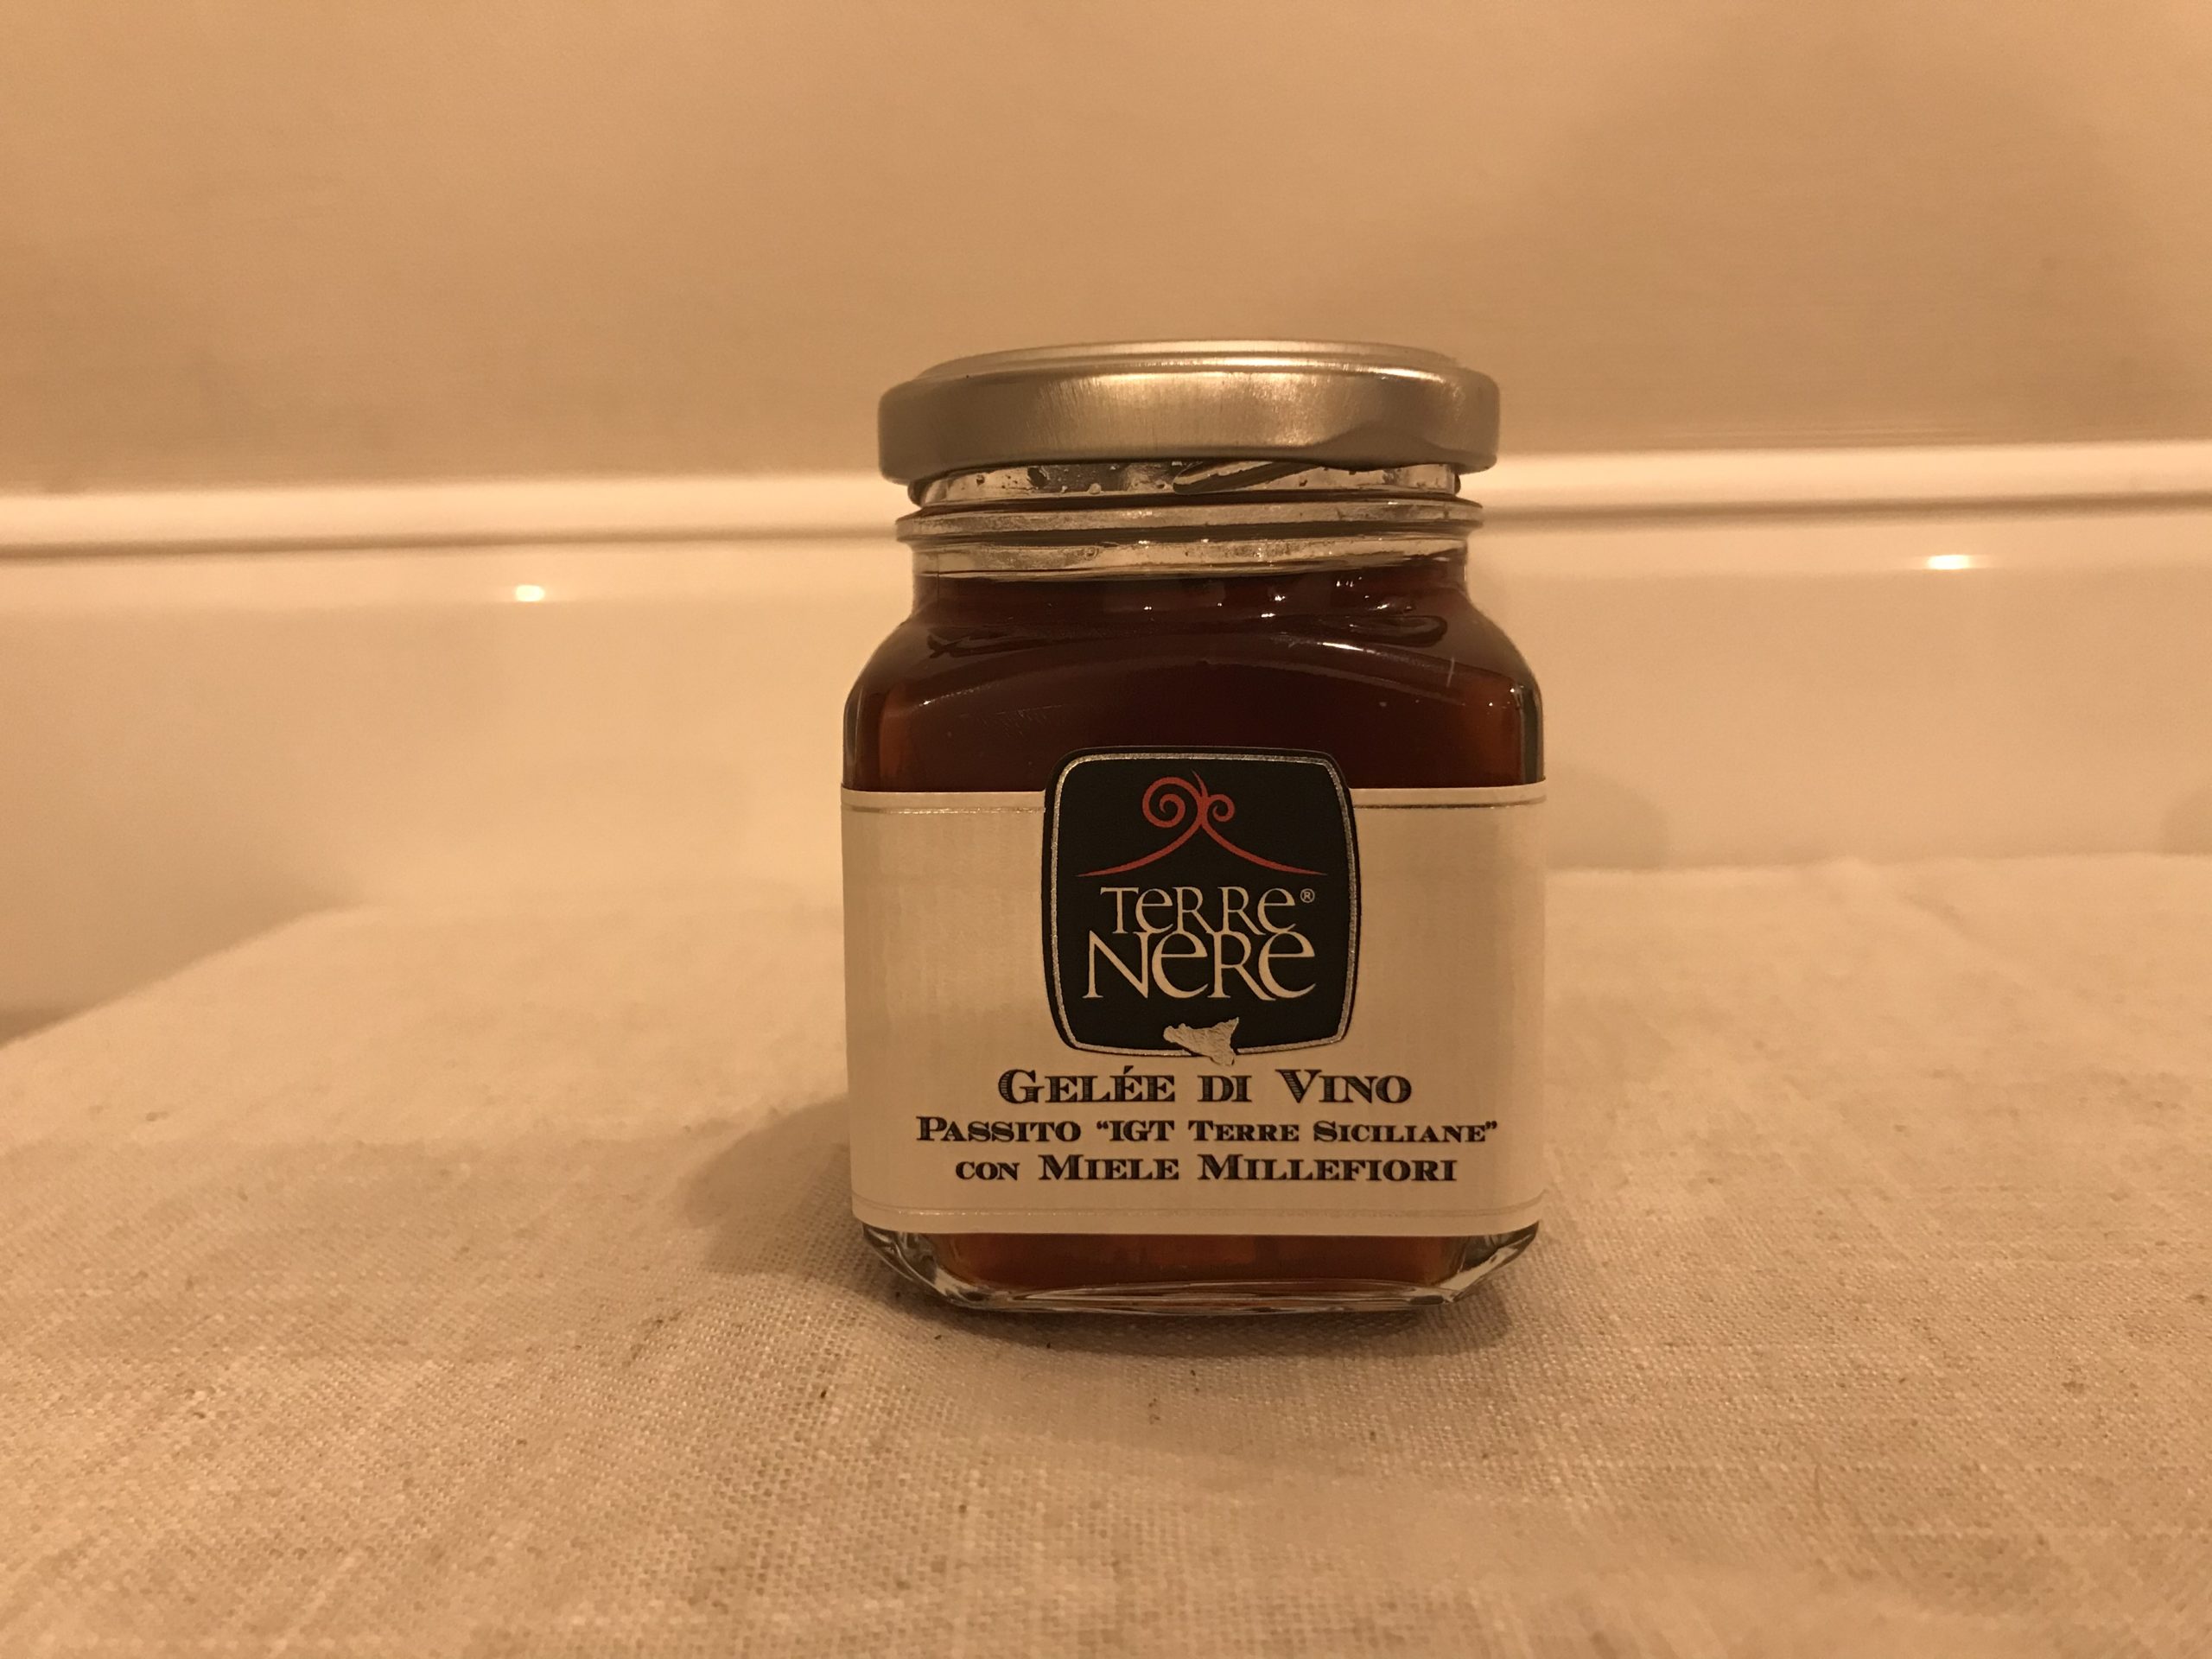 Terre®
Nere
Gelée di Vino
Passito "IGT Terre Siciliane"
con Miele Millefiori